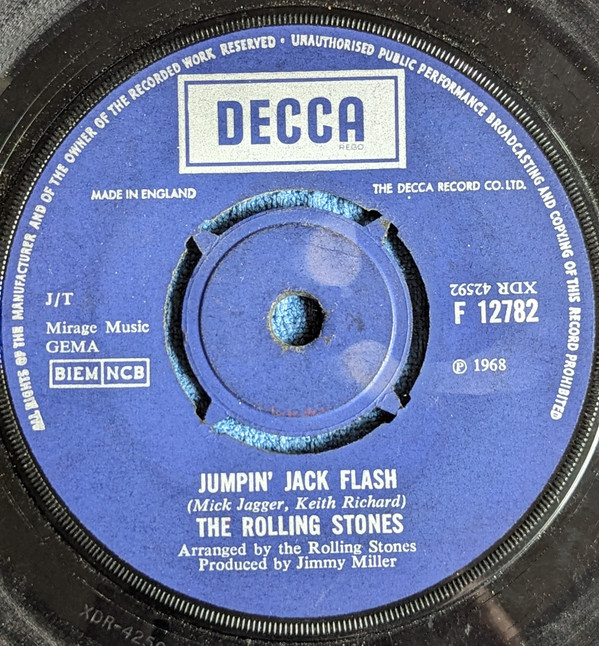 ALL RIGHTS OF THE MANUFACTURER AND OF THE OWNER OF THE RECORDED WORK RESERVED · UNAUTHORISED PUBLIC PERFORMANCE BROADCASTING AND COPYING OF THIS RECORD PROHIBITED
DECCA
REGD
MADE IN ENGLAND
THE DECCA RECORD CO. LTD.
J/T
Mirage Music
GEMA
BIEM NCB
XDR 42592
F 12782
℗ 1968
JUMPIN' JACK FLASH
(Mick Jagger, Keith Richard)
THE ROLLING STONES
Arranged by the Rolling Stones
Produced by Jimmy Miller